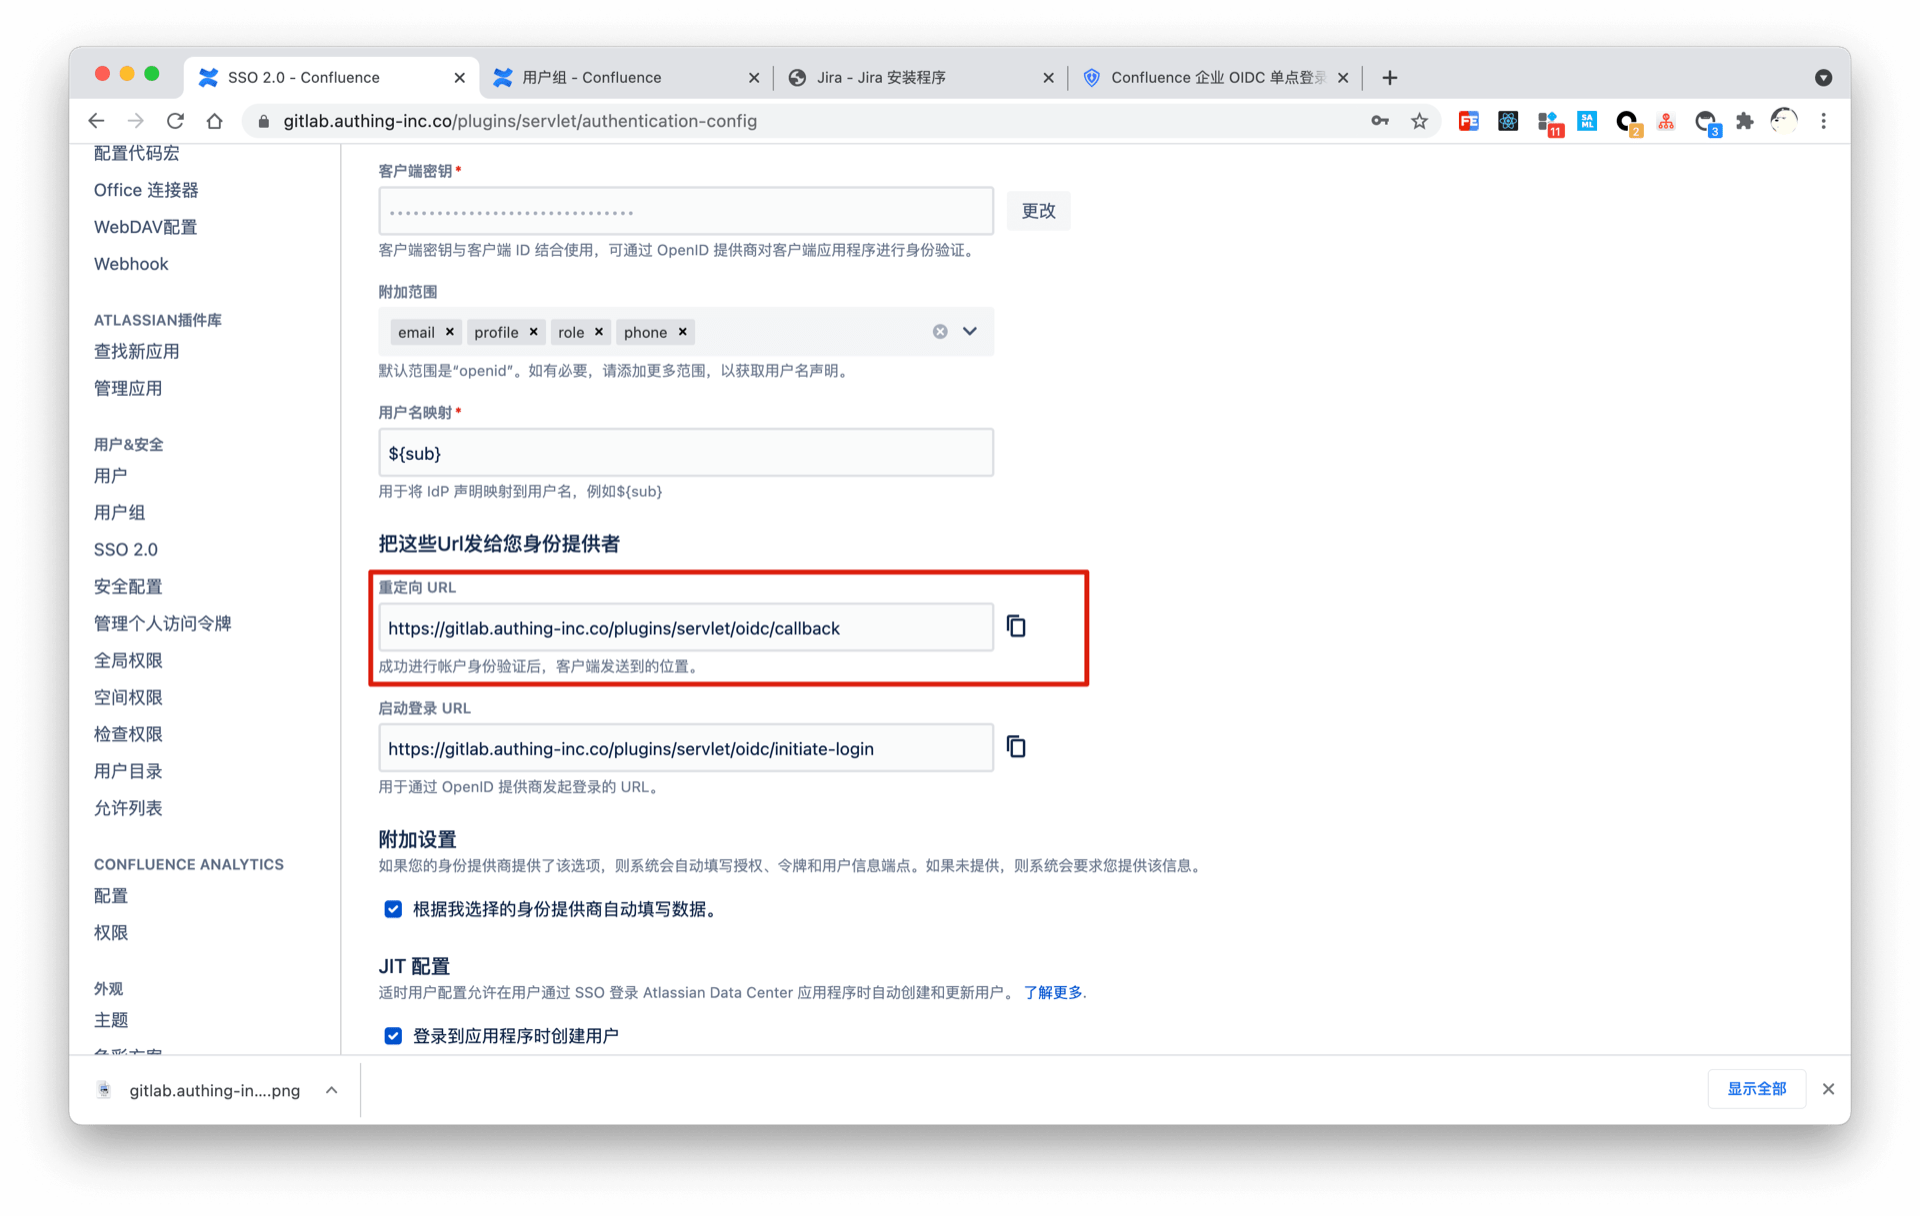 SSO 2.0 - Confluence
用户组 - Confluence
Jira - Jira 安装程序
Confluence 企业 OIDC 单点登录
gitlab.authing-inc.co/plugins/servlet/authentication-config
FE
11
SA
ML
2
3
配置代码宏
Office 连接器
WebDAV配置
Webhook
ATLASSIAN插件库
查找新应用
管理应用
用户&安全
用户
用户组
SSO 2.0
安全配置
管理个人访问令牌
全局权限
空间权限
检查权限
用户目录
允许列表
CONFLUENCE ANALYTICS
配置
权限
外观
主题
色彩方案
客户端密钥*
•••••••••••••••••••••••••••••••
更改
客户端密钥与客户端 ID 结合使用，可通过 OpenID 提供商对客户端应用程序进行身份验证。
附加范围
email × profile × role × phone ×
默认范围是“openid”。如有必要，请添加更多范围，以获取用户名声明。
用户名映射*
${sub}
用于将 IdP 声明映射到用户名，例如${sub}
把这些Url发给您身份提供者
重定向 URL
https://gitlab.authing-inc.co/plugins/servlet/oidc/callback
成功进行帐户身份验证后，客户端发送到的位置。
启动登录 URL
https://gitlab.authing-inc.co/plugins/servlet/oidc/initiate-login
用于通过 OpenID 提供商发起登录的 URL。
附加设置
如果您的身份提供商提供了该选项，则系统会自动填写授权、令牌和用户信息端点。如果未提供，则系统会要求您提供该信息。
根据我选择的身份提供商自动填写数据。
JIT 配置
适时用户配置允许在用户通过 SSO 登录 Atlassian Data Center 应用程序时自动创建和更新用户。 了解更多.
登录到应用程序时创建用户
gitlab.authing-in....png
显示全部